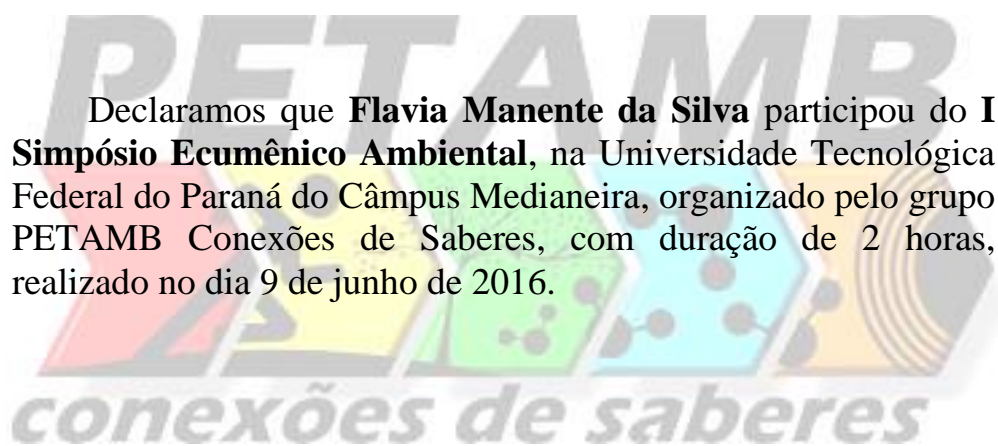 PETAMB
Declaramos que Flavia Manente da Silva participou do I
Simpósio Ecumênico Ambiental, na Universidade Tecnológica
Federal do Paraná do Câmpus Medianeira, organizado pelo grupo
PETAMB Conexões de Saberes, com duração de 2 horas,
realizado no dia 9 de junho de 2016.
conexões de saberes